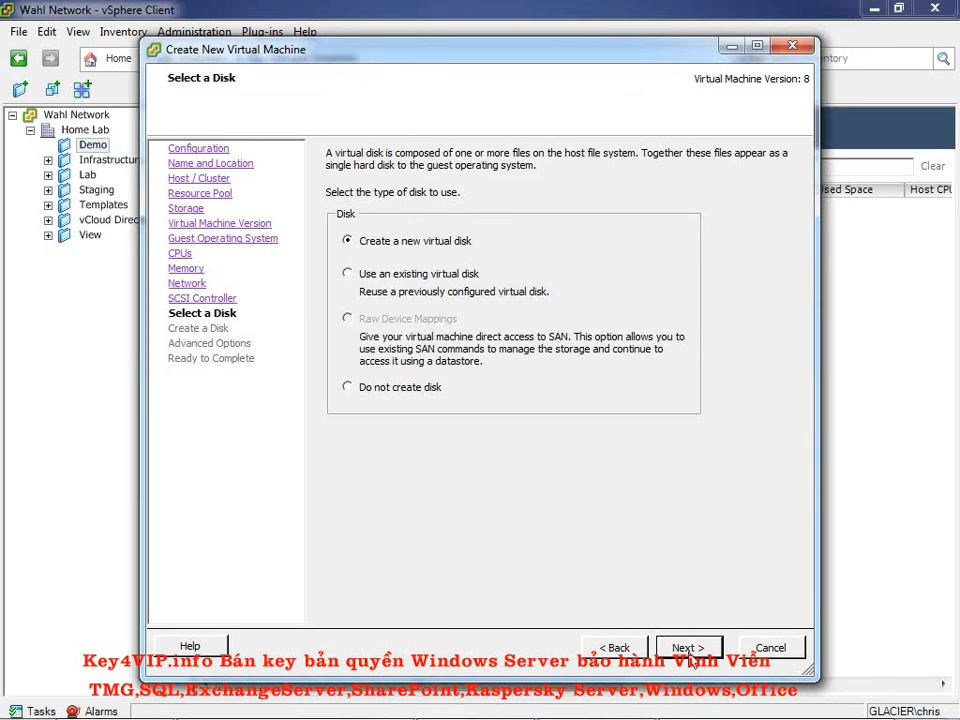 Wahl Network - vSphere Client
File Edit View Inventory Administration Plug-ins Help
Home
Create New Virtual Machine
Select a Disk
Virtual Machine Version: 8
Wahl Network
Home Lab
Demo
Infrastructur
Lab
Staging
Templates
vCloud Direc
View
Configuration
Name and Location
Host / Cluster
Resource Pool
Storage
Virtual Machine Version
Guest Operating System
CPUs
Memory
Network
SCSI Controller
Select a Disk
Create a Disk
Advanced Options
Ready to Complete
A virtual disk is composed of one or more files on the host file system. Together these files appear as a
single hard disk to the guest operating system.
Select the type of disk to use.
Disk
Create a new virtual disk
Use an existing virtual disk
Reuse a previously configured virtual disk.
Raw Device Mappings
Give your virtual machine direct access to SAN. This option allows you to
use existing SAN commands to manage the storage and continue to
access it using a datastore.
Do not create disk
Clear
Used Space Host CPU
Help
< Back Next > Cancel
Key4VIP.info Bán key bản quyền Windows Server bảo hành Vĩnh Viễn
TMG,SQL,ExchangeServer,SharePoint,Kaspersky Server,Windows,Office
Tasks Alarms
GLACIER\chris